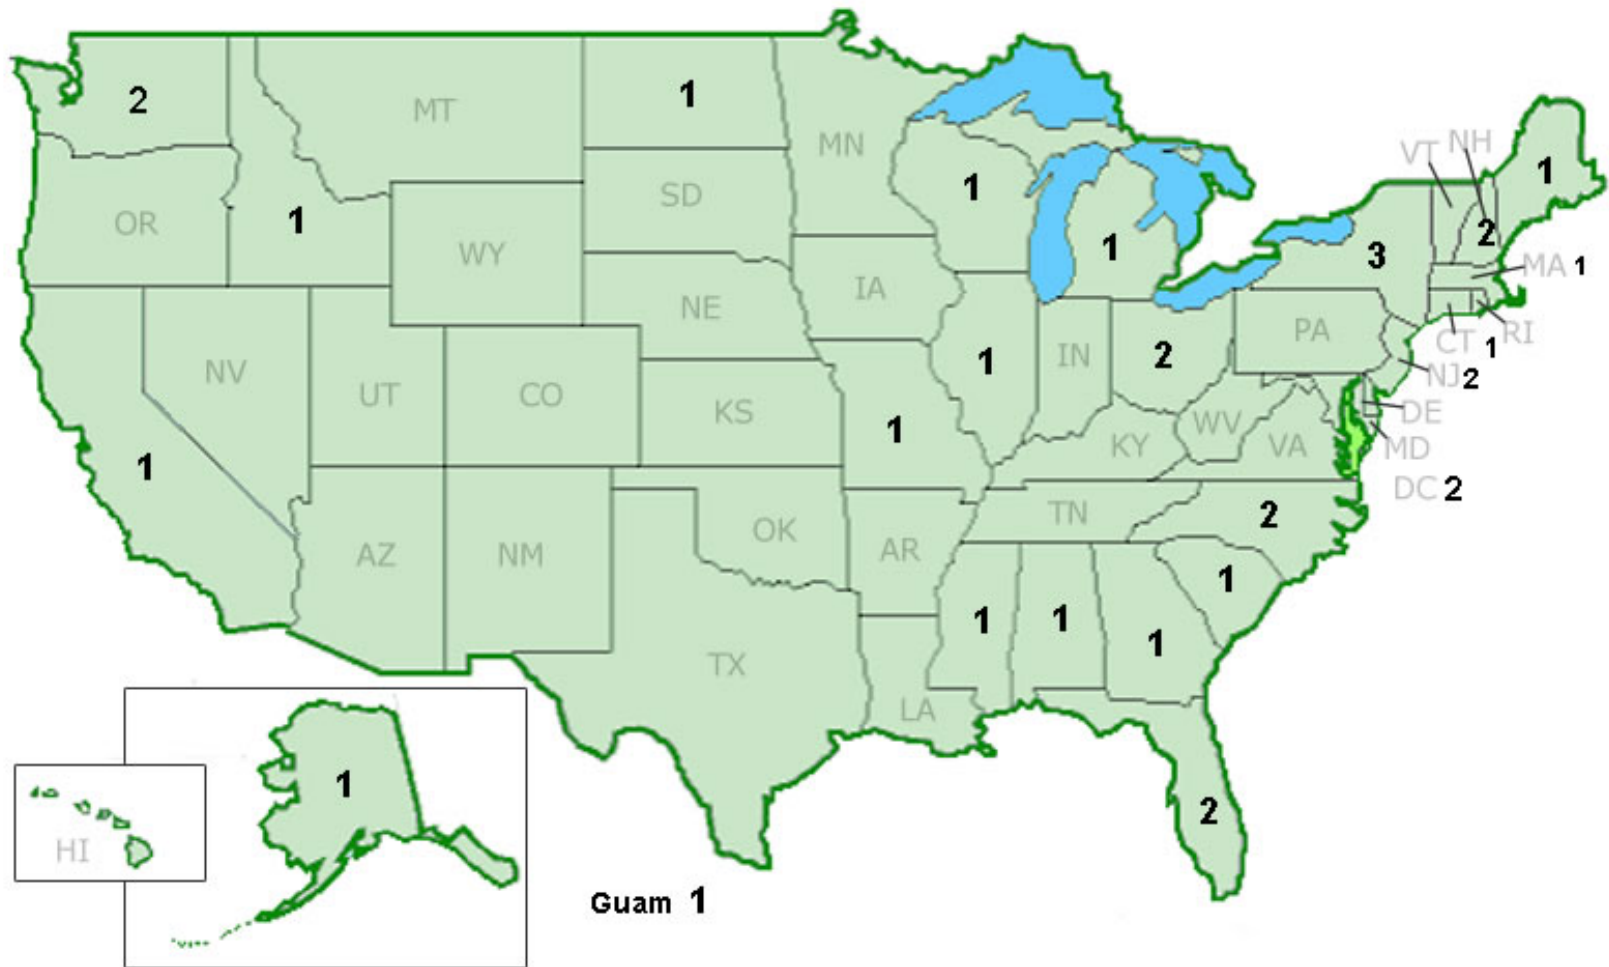 2
MT
1
MN
VT
NH
1
OR
1
WY
SD
1
1
3
2
MA 1
NV
UT
CO
NE
IA
1
IN
2
PA
CT 1
RI
NJ 2
DE
MD
DC 2
1
KS
1
KY
WV
VA
AZ
NM
OK
AR
TN
2
1
TX
LA
1
1
1
2
HI
1
Guam 1